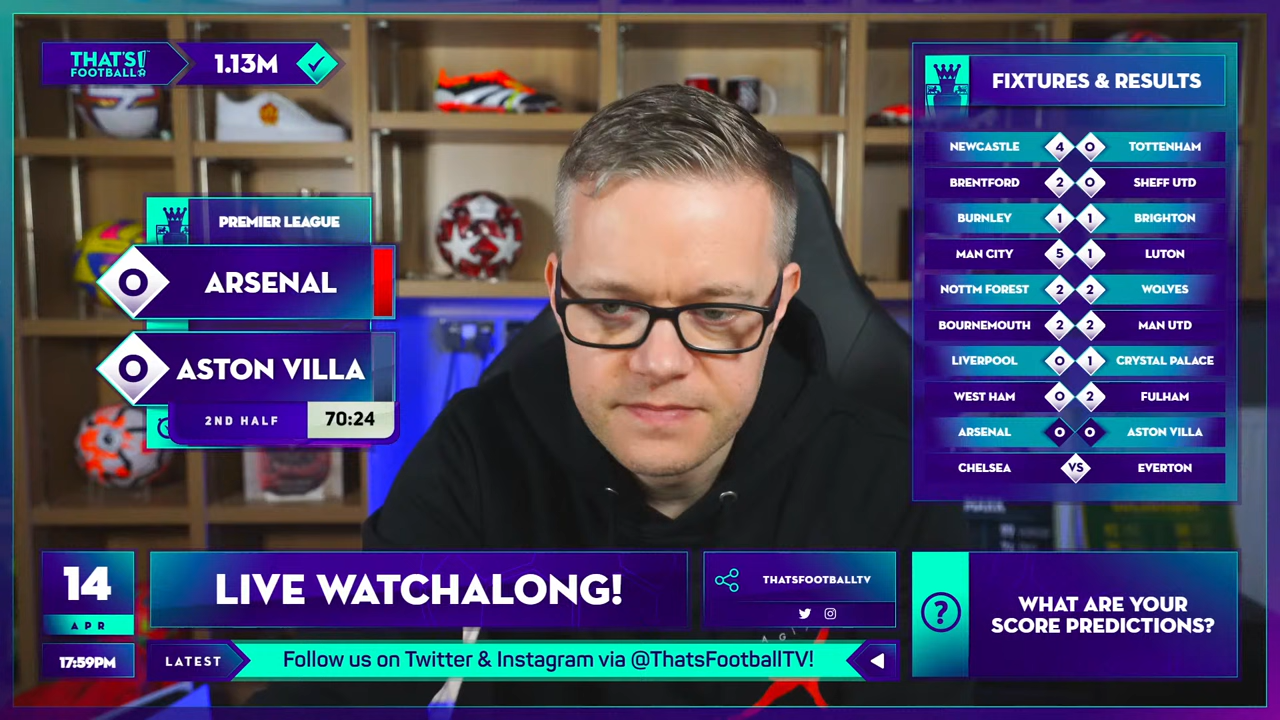 THAT'S
FOOTBALL
1.13M
PREMIER LEAGUE
0 ARSENAL
0 ASTON VILLA
2ND HALF 70:24
FIXTURES & RESULTS
NEWCASTLE 4 0 TOTTENHAM
BRENTFORD 2 0 SHEFF UTD
BURNLEY 1 1 BRIGHTON
MAN CITY 5 1 LUTON
NOTTM FOREST 2 2 WOLVES
BOURNEMOUTH 2 2 MAN UTD
LIVERPOOL 0 1 CRYSTAL PALACE
WEST HAM 0 2 FULHAM
ARSENAL 0 0 ASTON VILLA
CHELSEA VS EVERTON
14
APR
17:59PM
LIVE WATCHALONG!
THATSFOOTBALLTV
LATEST
Follow us on Twitter & Instagram via @ThatsFootballTV!
?
WHAT ARE YOUR
SCORE PREDICTIONS?